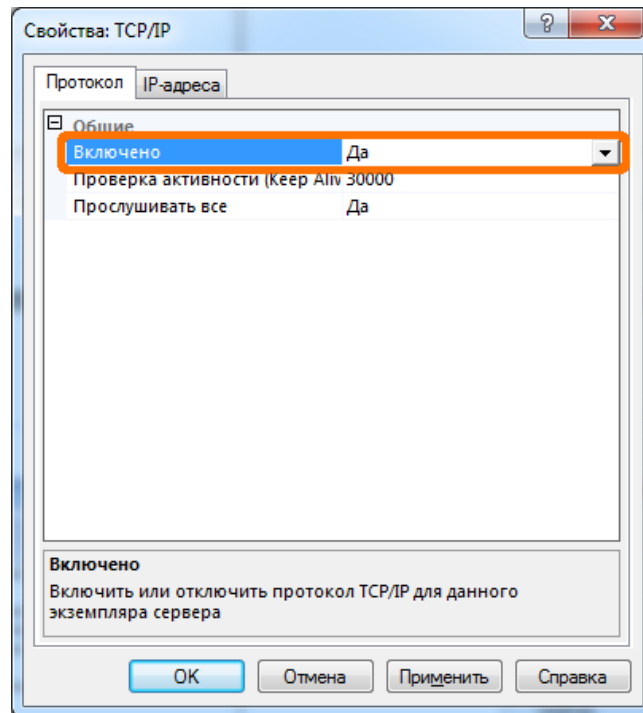 Свойства: TCP/IP
Протокол IP-адреса
Общие
Включено Да
Проверка активности (Keep Aliv 30000
Прослушивать все Да
Включено
Включить или отключить протокол TCP/IP для данного
экземпляра сервера
OK Отмена Применить Справка